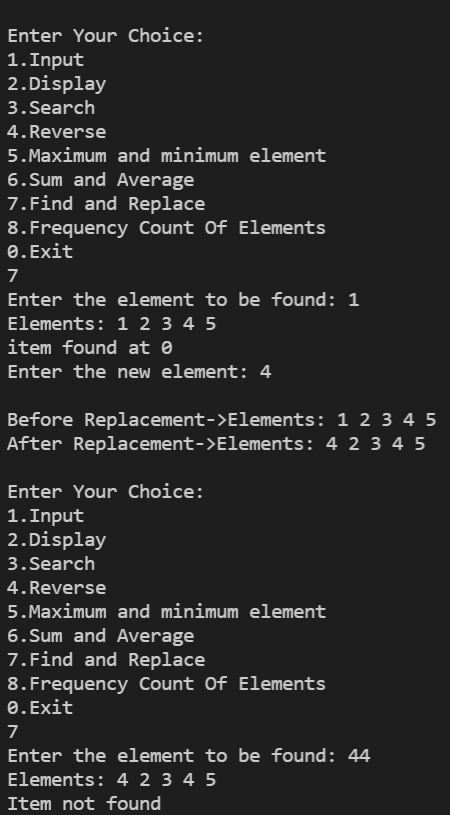 Enter Your Choice:
1.Input
2.Display
3.Search
4.Reverse
5.Maximum and minimum element
6.Sum and Average
7.Find and Replace
8.Frequency Count Of Elements
0.Exit
7
Enter the element to be found: 1
Elements: 1 2 3 4 5
item found at 0
Enter the new element: 4
Before Replacement->Elements: 1 2 3 4 5
After Replacement->Elements: 4 2 3 4 5
Enter Your Choice:
1.Input
2.Display
3.Search
4.Reverse
5.Maximum and minimum element
6.Sum and Average
7.Find and Replace
8.Frequency Count Of Elements
0.Exit
7
Enter the element to be found: 44
Elements: 4 2 3 4 5
Item not found